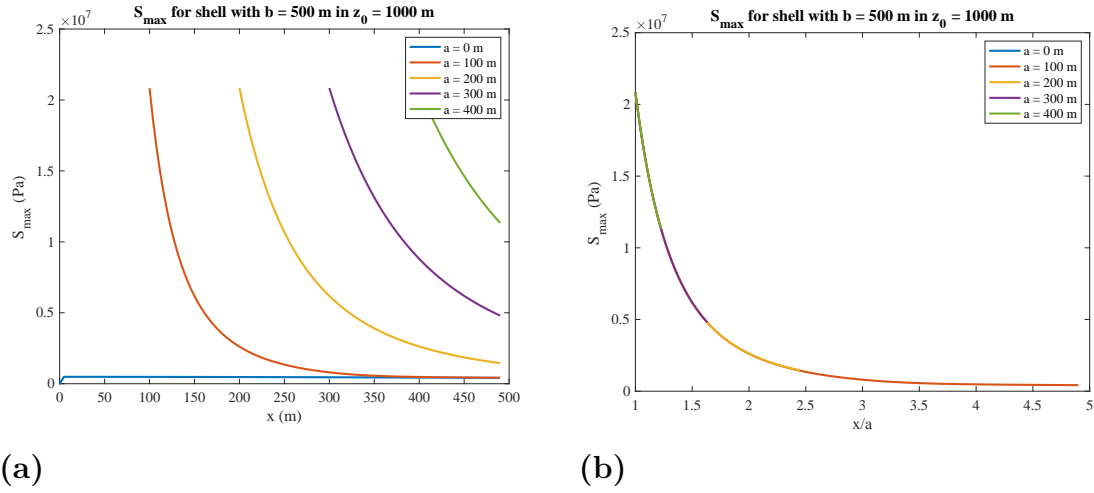 S_max for shell with b = 500 m in z_0 = 1000 m
×10^7
2.5
2
1.5
1
0.5
0
S_max (Pa)
a = 0 m
a = 100 m
a = 200 m
a = 300 m
a = 400 m
0 50 100 150 200 250 300 350 400 450 500
x (m)
(a)
S_max for shell with b = 500 m in z_0 = 1000 m
×10^7
2.5
2
1.5
1
0.5
0
S_max (Pa)
a = 0 m
a = 100 m
a = 200 m
a = 300 m
a = 400 m
1 1.5 2 2.5 3 3.5 4 4.5 5
x/a
(b)